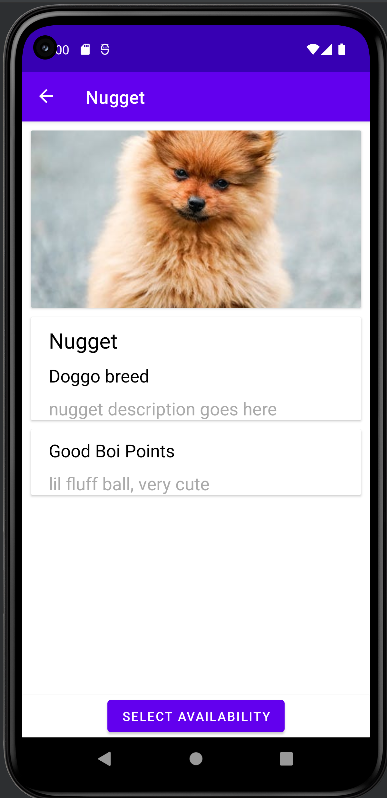 00
Nugget
Nugget
Doggo breed
nugget description goes here
Good Boi Points
lil fluff ball, very cute
SELECT AVAILABILITY